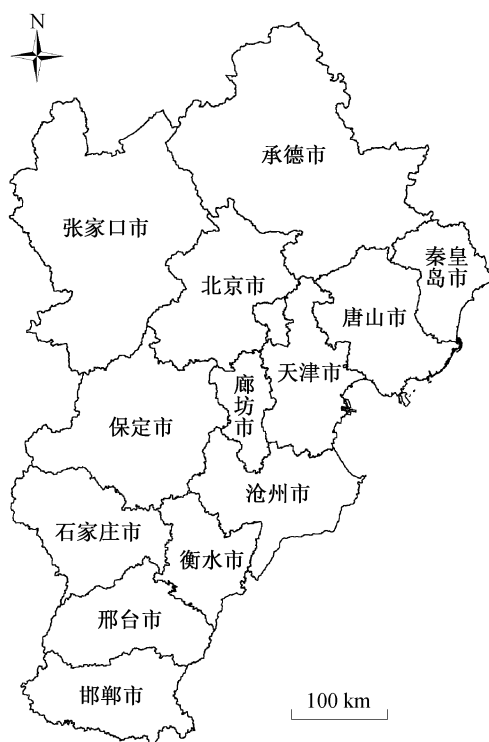 N
承德市
张家口市
秦皇
岛市
北京市
唐山市
天津市
廊
坊
市
保定市
沧州市
石家庄市
衡水市
邢台市
邯郸市
100 km